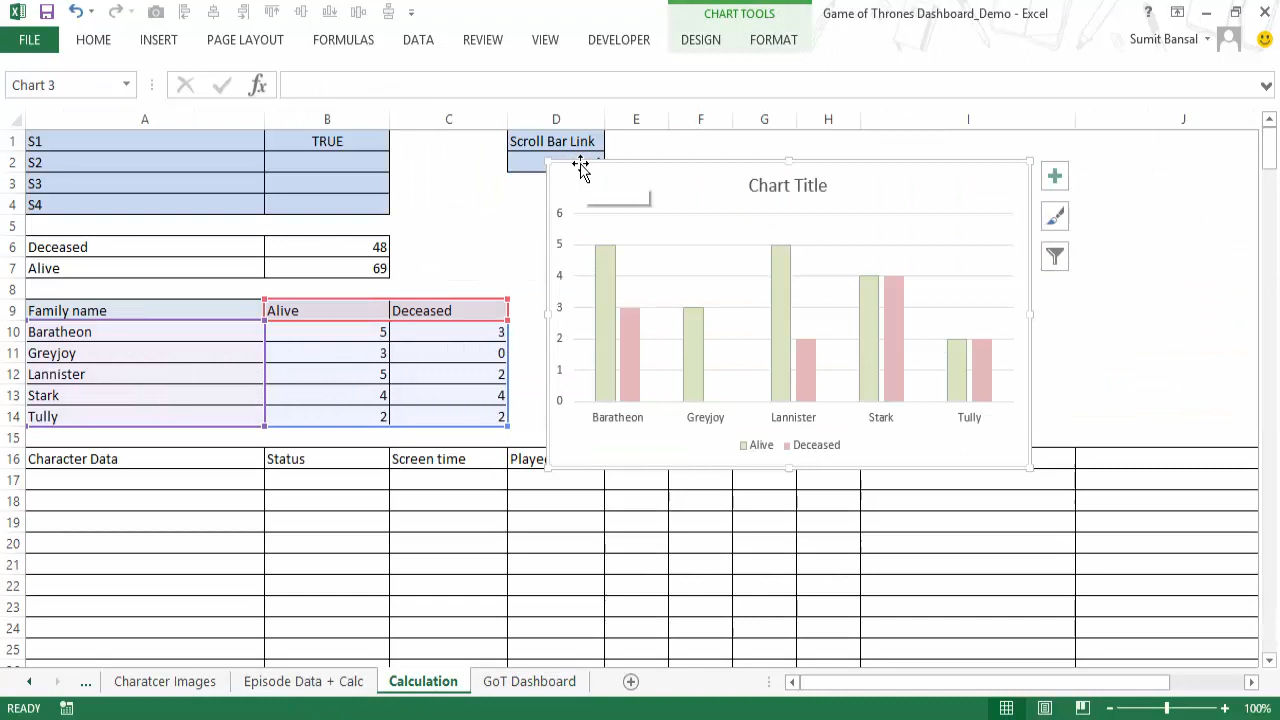 CHART TOOLS
Game of Thrones Dashboard_Demo - Excel
?
FILE HOME INSERT PAGE LAYOUT FORMULAS DATA REVIEW VIEW DEVELOPER DESIGN FORMAT Sumit Bansal
Chart 3 fx
A B C D E F G H I J
1 S1 TRUE Scroll Bar Link
2 S2
3 S3
4 S4
5
6 Deceased 48
7 Alive 69
8
9 Family name Alive Deceased
10 Baratheon 5 3
11 Greyjoy 3 0
12 Lannister 5 2
13 Stark 4 4
14 Tully 2 2
15
16 Character Data Status Screen time
17
18
19
20
21
22
23
24
25
Chart Title
6
5
4
3
2
1
0
Baratheon Greyjoy Lannister Stark Tully
Alive Deceased
... Charatcer Images Episode Data + Calc Calculation GoT Dashboard
READY 100%